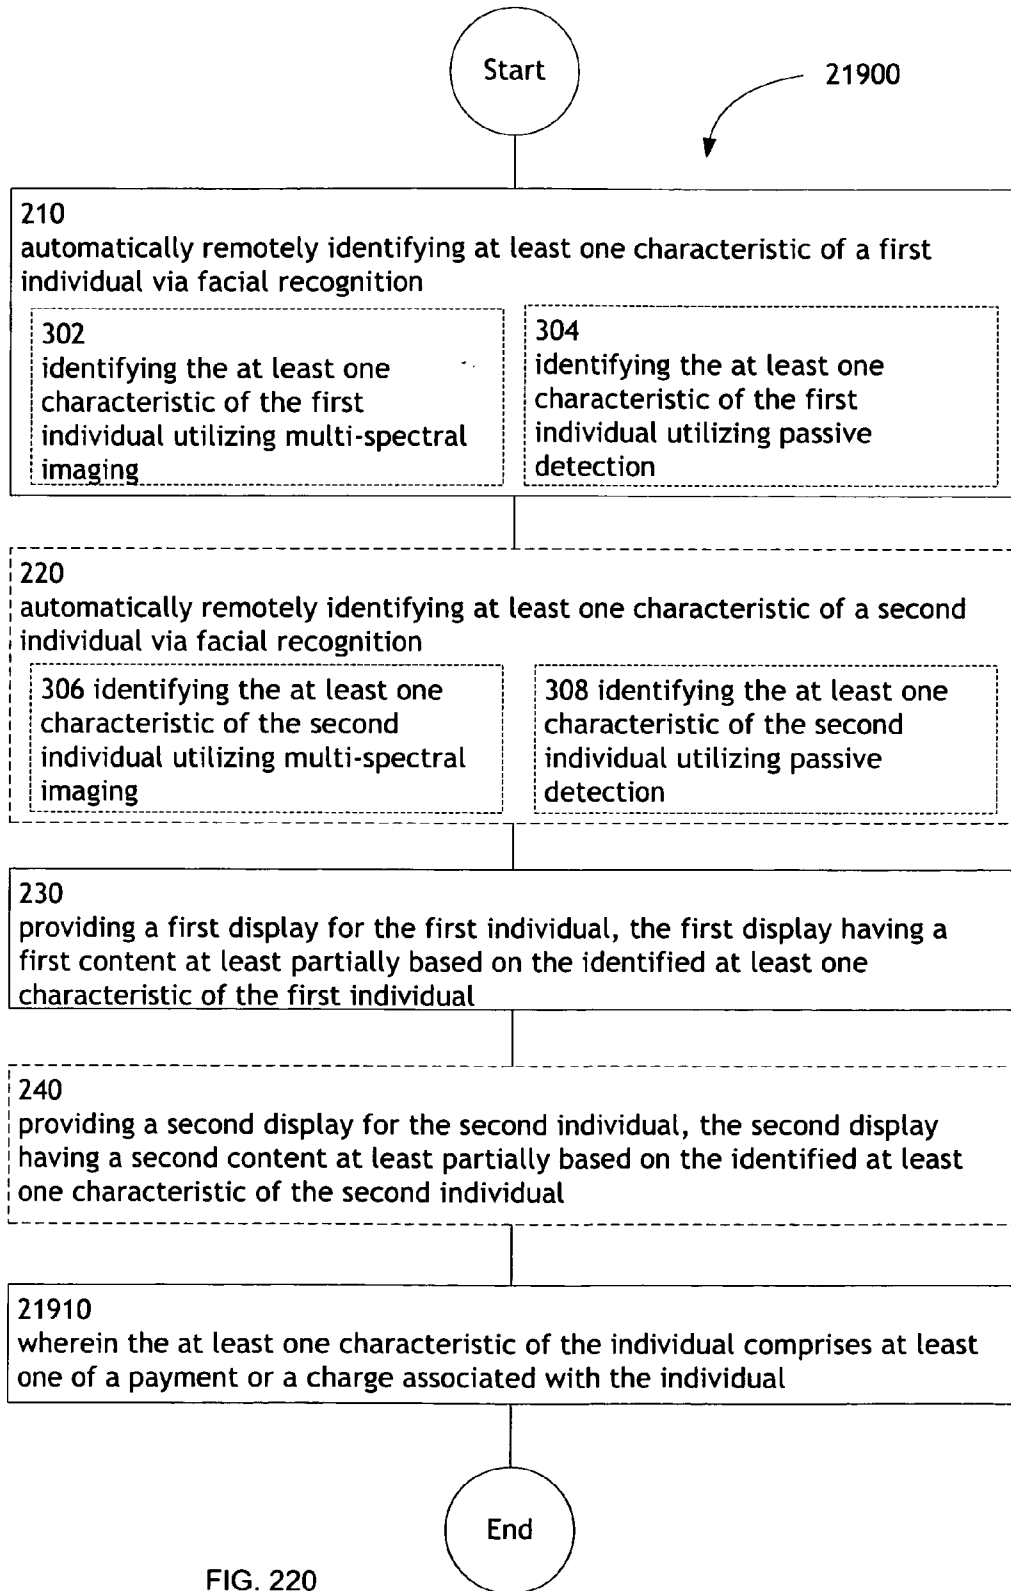 Start
21900
210
automatically remotely identifying at least one characteristic of a first
individual via facial recognition
302
identifying the at least one
characteristic of the first
individual utilizing multi-spectral
imaging
304
identifying the at least one
characteristic of the first
individual utilizing passive
detection
220
automatically remotely identifying at least one characteristic of a second
individual via facial recognition
306 identifying the at least one
characteristic of the second
individual utilizing multi-spectral
imaging
308 identifying the at least one
characteristic of the second
individual utilizing passive
detection
230
providing a first display for the first individual, the first display having a
first content at least partially based on the identified at least one
characteristic of the first individual
240
providing a second display for the second individual, the second display
having a second content at least partially based on the identified at least
one characteristic of the second individual
21910
wherein the at least one characteristic of the individual comprises at least
one of a payment or a charge associated with the individual
End
FIG. 220